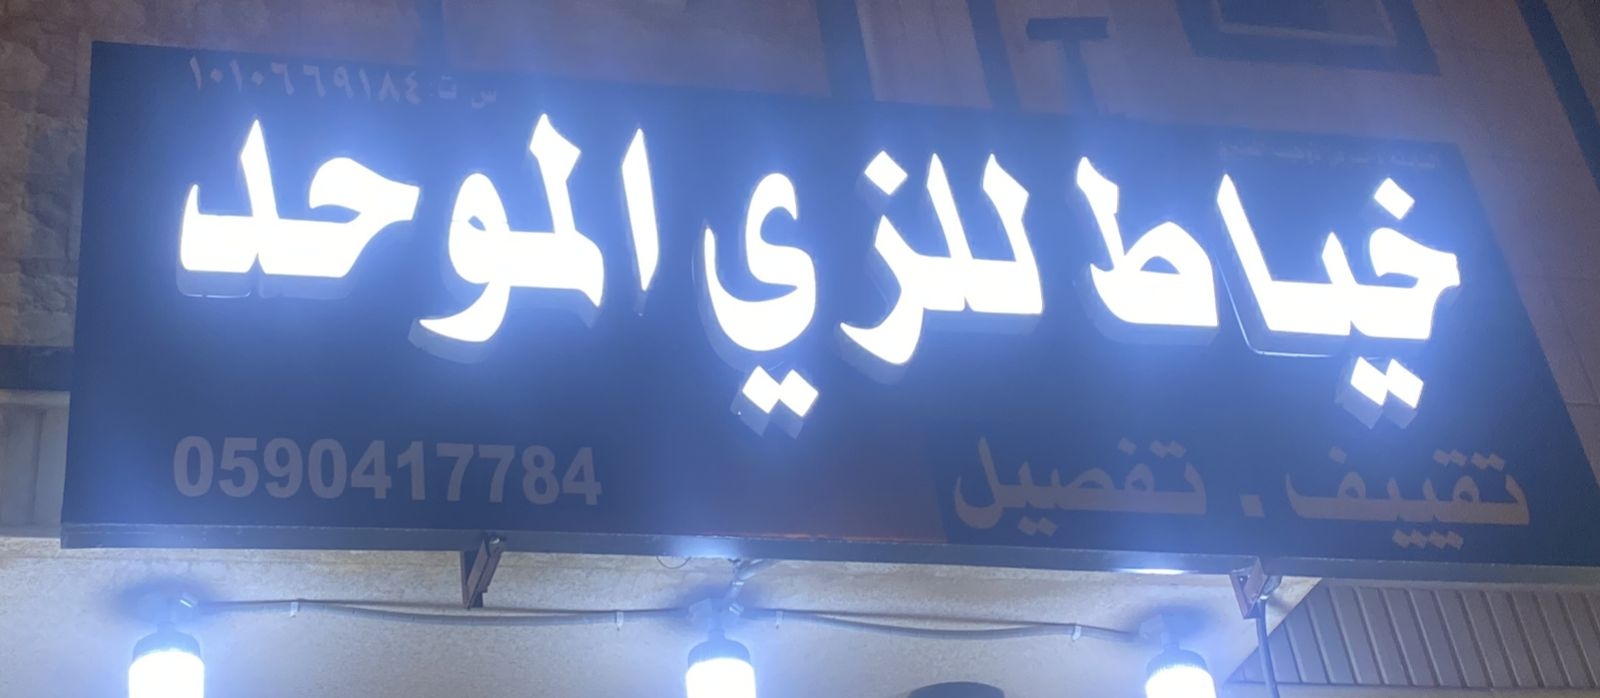 س ت: ١٠١٠٦٦٩١٨٤
خياط للزي الموحد
تقييف . تفصيل
0590417784